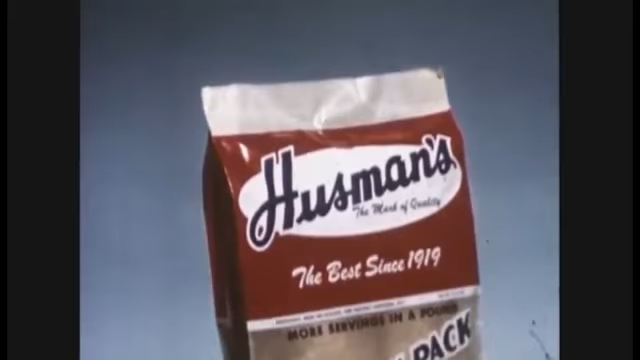 Husman's
The Mark of Quality
The Best Since 1919
MORE SERVINGS IN A POUND
PACK